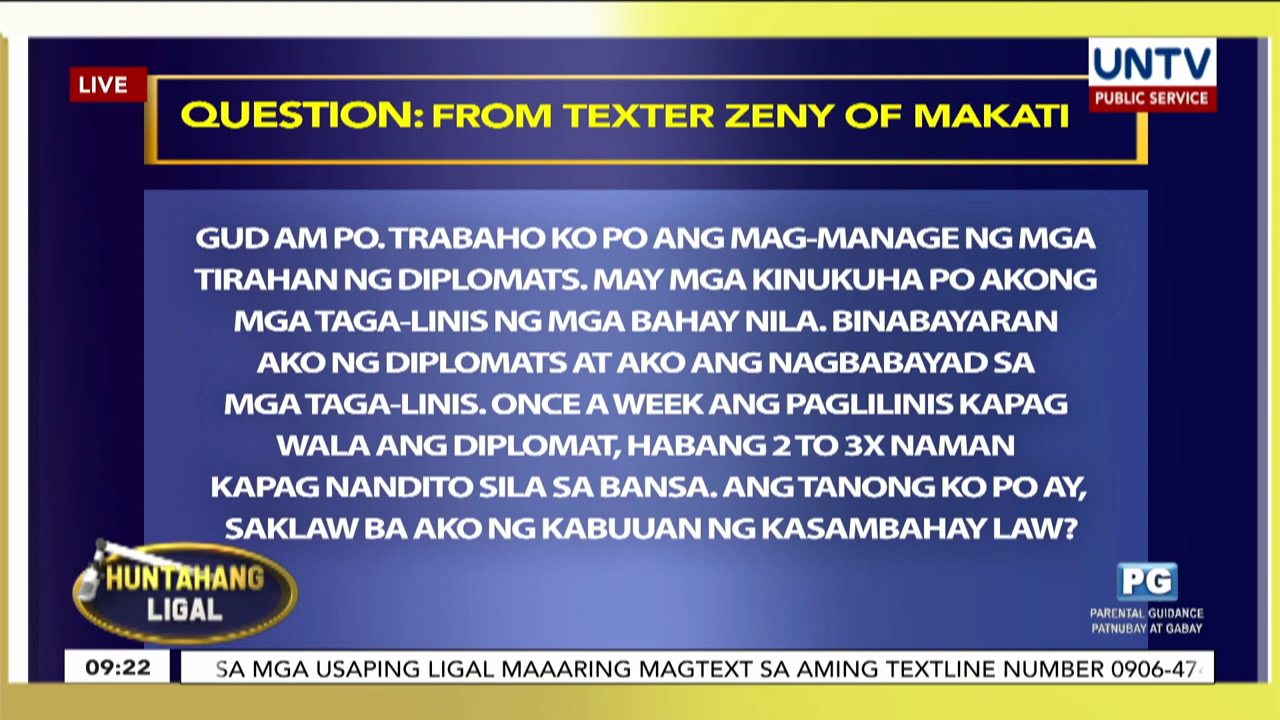 LIVE
QUESTION: FROM TEXTER ZENY OF MAKATI
UNTV
PUBLIC SERVICE
GUD AM PO. TRABAHO KO PO ANG MAG-MANAGE NG MGA
TIRAHAN NG DIPLOMATS. MAY MGA KINUKUHA PO AKONG
MGA TAGA-LINIS NG MGA BAHAY NILA. BINABAYARAN
AKO NG DIPLOMATS AT AKO ANG NAGBABAYAD SA
MGA TAGA-LINIS. ONCE A WEEK ANG PAGLILINIS KAPAG
WALA ANG DIPLOMAT, HABANG 2 TO 3X NAMAN
KAPAG NANDITO SILA SA BANSA. ANG TANONG KO PO AY,
SAKLAW BA AKO NG KABUUAN NG KASAMBAHAY LAW?
HUNTAHANG
LIGAL
PG
PARENTAL GUIDANCE
PATNUBAY AT GABAY
09:22
SA MGA USAPING LIGAL MAAARING MAGTEXT SA AMING TEXTLINE NUMBER 0906-47